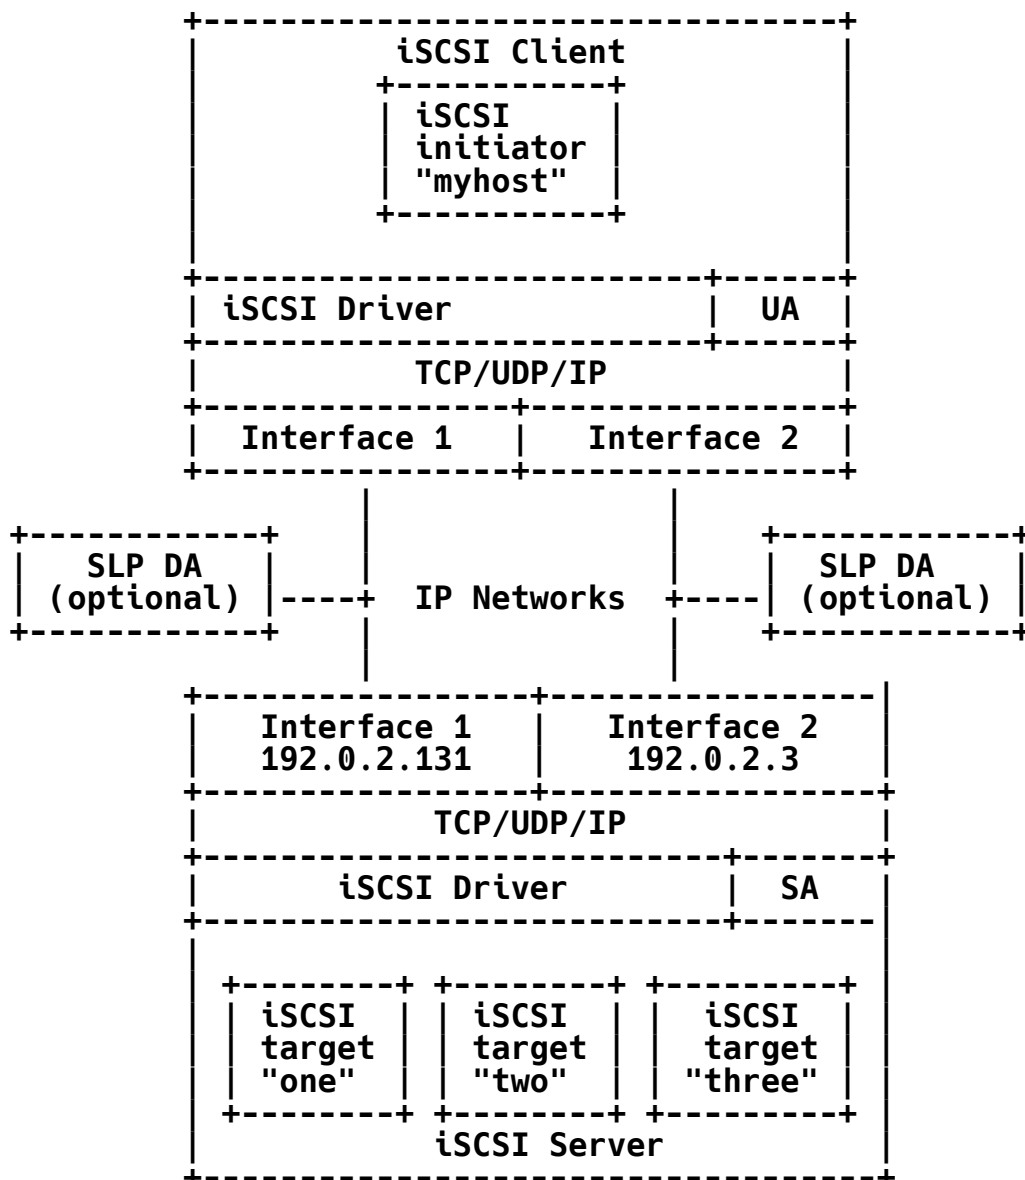 iSCSI Client
iSCSI
initiator
"myhost"
iSCSI Driver UA
TCP/UDP/IP
Interface 1 Interface 2
SLP DA SLP DA
(optional) IP Networks (optional)
Interface 1 Interface 2
192.0.2.131 192.0.2.3
TCP/UDP/IP
iSCSI Driver SA
iSCSI iSCSI iSCSI
target target target
"one" "two" "three"
iSCSI Server